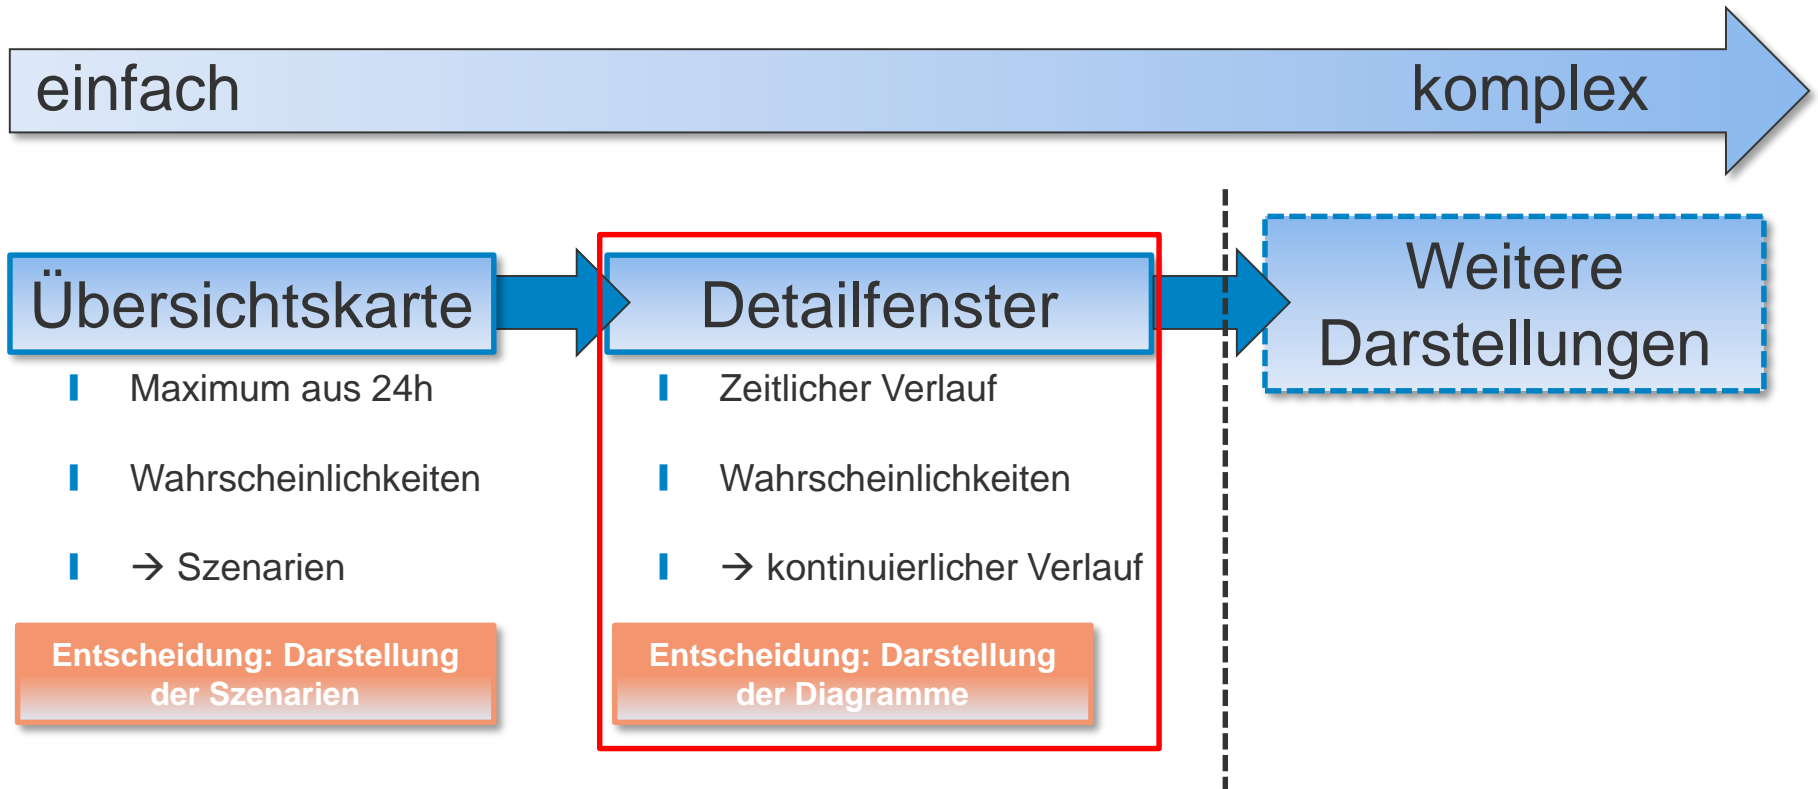 einfach
komplex
Übersichtskarte
Maximum aus 24h
Wahrscheinlichkeiten
→ Szenarien
Entscheidung: Darstellung
der Szenarien
Detailfenster
Zeitlicher Verlauf
Wahrscheinlichkeiten
→ kontinuierlicher Verlauf
Entscheidung: Darstellung
der Diagramme
Weitere
Darstellungen